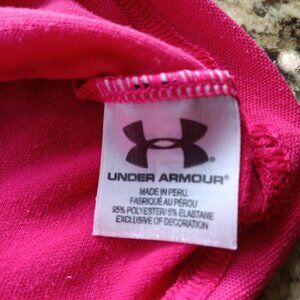 UNDER ARMOUR®
MADE IN PERU.
FABRIQUÉ AU PÉROU
95% POLYESTER/5% ELASTANE
EXCLUSIVE OF DECORATION